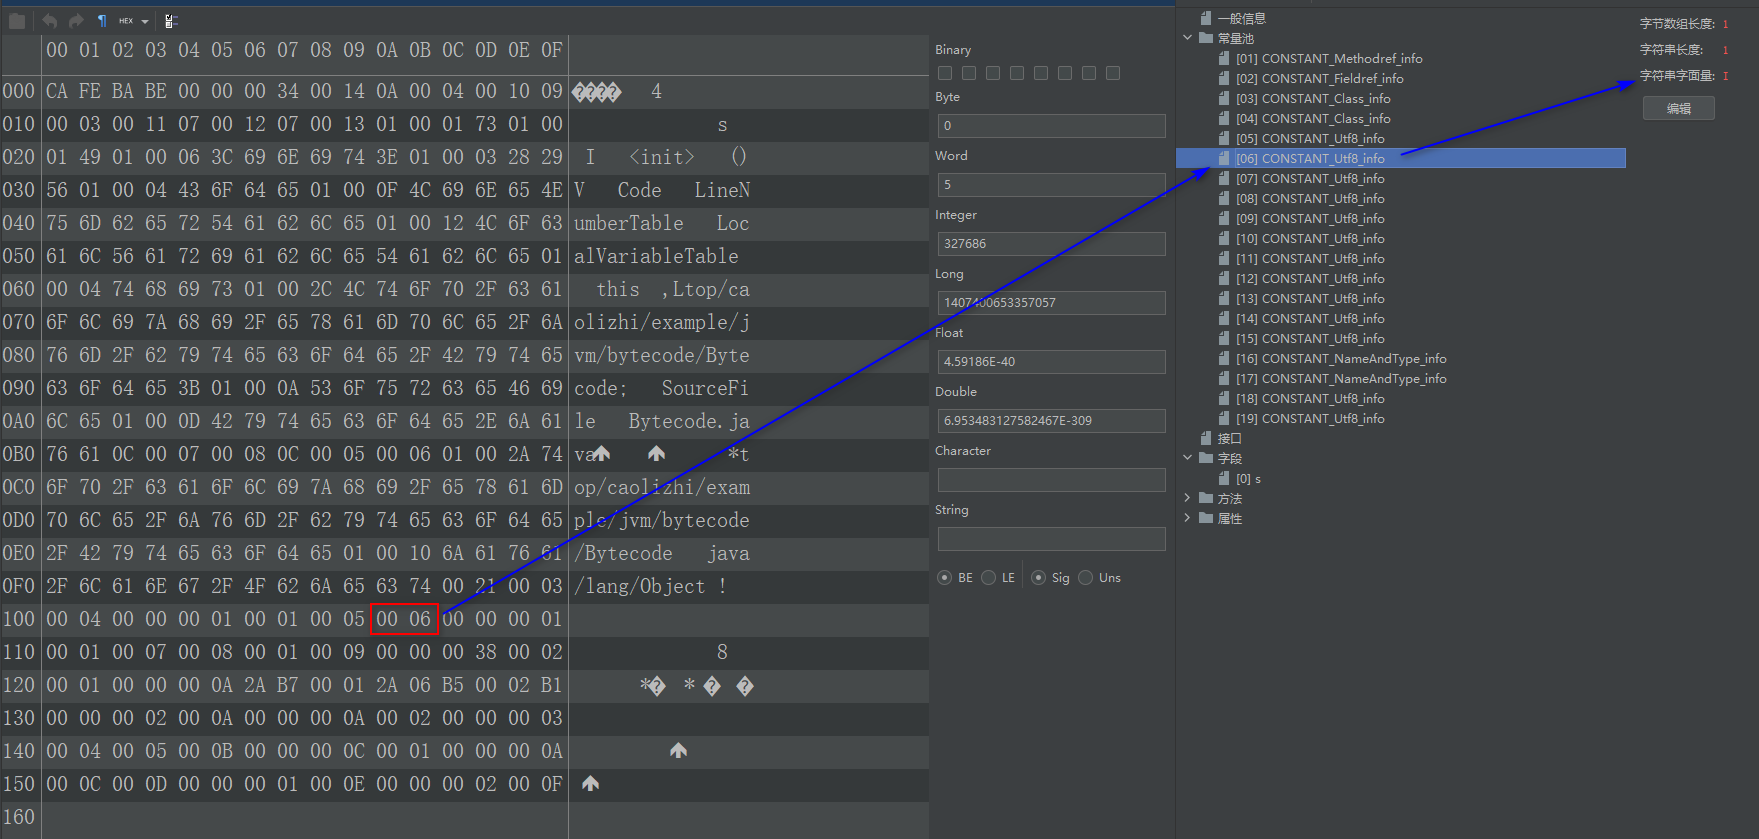 HEX
00 01 02 03 04 05 06 07 08 09 0A 0B 0C 0D 0E 0F
000 CA FE BA BE 00 00 00 34 00 14 0A 00 04 00 10 09 ���� 4
010 00 03 00 11 07 00 12 07 00 13 01 00 01 73 01 00 s
020 01 49 01 00 06 3C 69 6E 69 74 3E 01 00 03 28 29 I <init> ()
030 56 01 00 04 43 6F 64 65 01 00 0F 4C 69 6E 65 4E V Code LineN
040 75 6D 62 65 72 54 61 62 6C 65 01 00 12 4C 6F 63 umberTable Loc
050 61 6C 56 61 72 69 61 62 6C 65 54 61 62 6C 65 01 alVariableTable
060 00 04 74 68 69 73 01 00 2C 4C 74 6F 70 2F 63 61 this ,Ltop/ca
070 6F 6C 69 7A 68 69 2F 65 78 61 6D 70 6C 65 2F 6A olizhi/example/j
080 76 6D 2F 62 79 74 65 63 6F 64 65 2F 42 79 74 65 vm/bytecode/Byte
090 63 6F 64 65 3B 01 00 0A 53 6F 75 72 63 65 46 69 code; SourceFi
0A0 6C 65 01 00 0D 42 79 74 65 63 6F 64 65 2E 6A 61 le Bytecode.ja
0B0 76 61 0C 00 07 00 08 0C 00 05 00 06 01 00 2A 74 va *t
0C0 6F 70 2F 63 61 6F 6C 69 7A 68 69 2F 65 78 61 6D op/caolizhi/exam
0D0 70 6C 65 2F 6A 76 6D 2F 62 79 74 65 63 6F 64 65 ple/jvm/bytecode
0E0 2F 42 79 74 65 63 6F 64 65 01 00 10 6A 61 76 61 /Bytecode java
0F0 2F 6C 61 6E 67 2F 4F 62 6A 65 63 74 00 21 00 03 /lang/Object !
100 00 04 00 00 00 01 00 01 00 05 00 06 00 00 00 01
110 00 01 00 07 00 08 00 01 00 09 00 00 00 38 00 02 8
120 00 01 00 00 00 0A 2A B7 00 01 2A 06 B5 00 02 B1 *� * � �
130 00 00 00 02 00 0A 00 00 00 0A 00 02 00 00 00 03
140 00 04 00 05 00 0B 00 00 00 0C 00 01 00 00 00 0A
150 00 0C 00 0D 00 00 00 01 00 0E 00 00 00 02 00 0F
160
Binary
Byte
0
Word
5
Integer
327686
Long
1407400653357057
Float
4.59186E-40
Double
6.953483127582467E-309
Character
String
BE LE Sig Uns
一般信息
常量池
[01] CONSTANT_Methodref_info
[02] CONSTANT_Fieldref_info
[03] CONSTANT_Class_info
[04] CONSTANT_Class_info
[05] CONSTANT_Utf8_info
[06] CONSTANT_Utf8_info
[07] CONSTANT_Utf8_info
[08] CONSTANT_Utf8_info
[09] CONSTANT_Utf8_info
[10] CONSTANT_Utf8_info
[11] CONSTANT_Utf8_info
[12] CONSTANT_Utf8_info
[13] CONSTANT_Utf8_info
[14] CONSTANT_Utf8_info
[15] CONSTANT_Utf8_info
[16] CONSTANT_NameAndType_info
[17] CONSTANT_NameAndType_info
[18] CONSTANT_Utf8_info
[19] CONSTANT_Utf8_info
接口
字段
[0] s
方法
属性
字节数组长度: 1
字符串长度: 1
字符串字面量: I
编辑